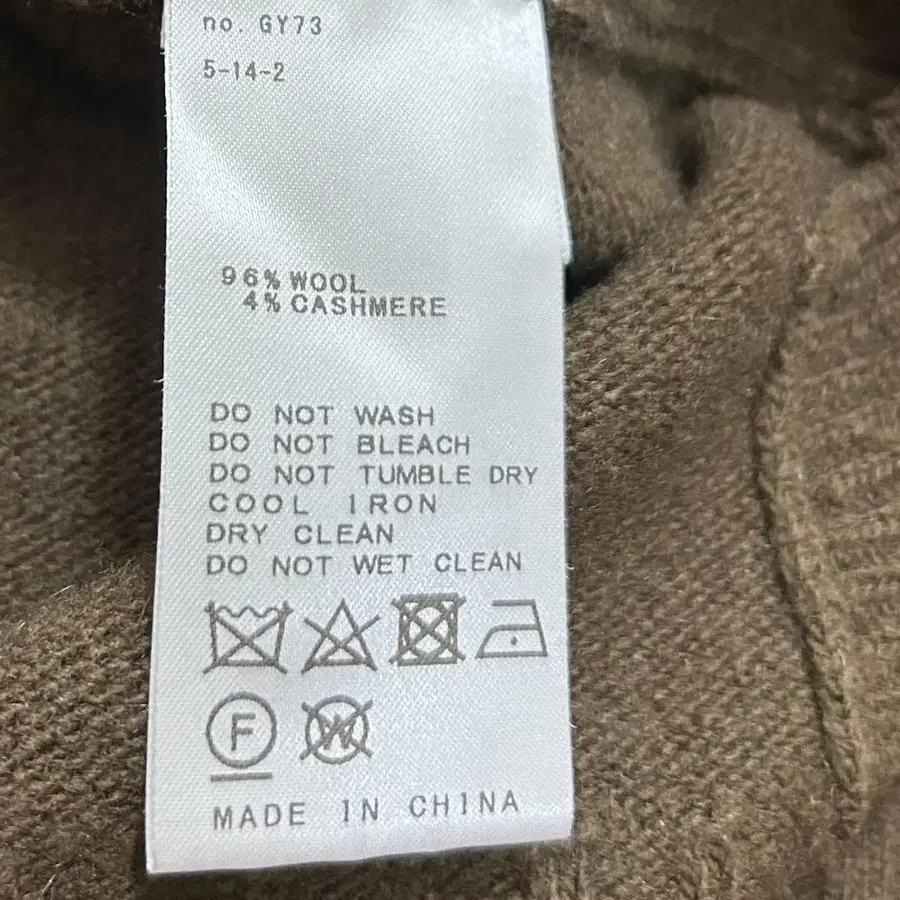 no. GY73
5-14-2
96% WOOL
4% CASHMERE
DO NOT WASH
DO NOT BLEACH
DO NOT TUMBLE DRY
COOL IRON
DRY CLEAN
DO NOT WET CLEAN
F W
MADE IN CHINA